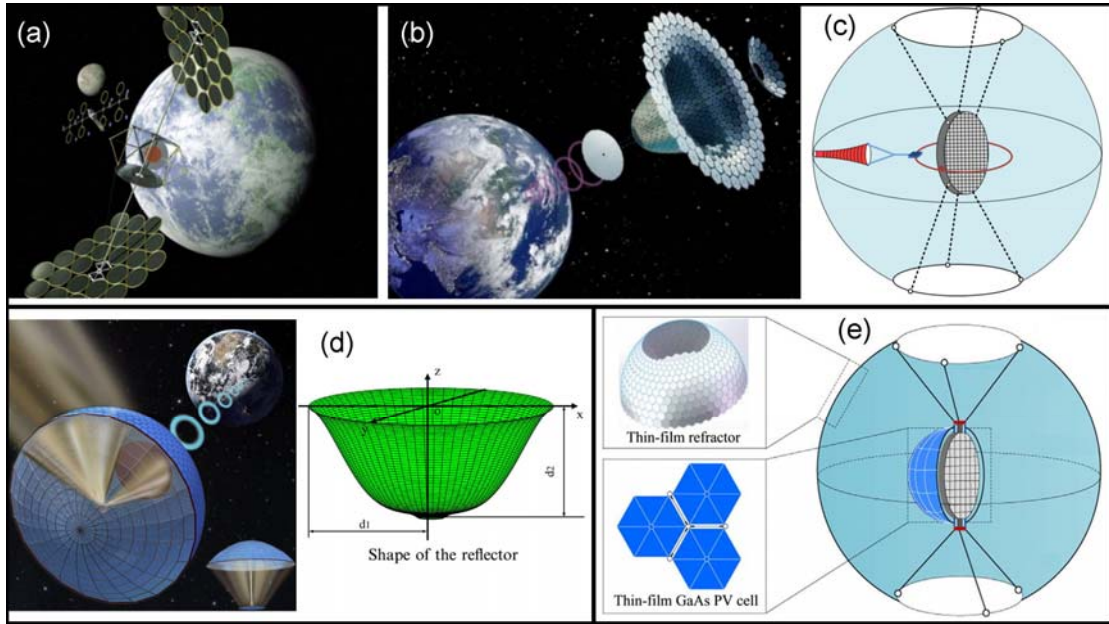 (a)
(b)
(c)
(d)
z
o
x
y
d1
d2
Shape of the reflector
(e)
Thin-film refractor
Thin-film GaAs PV cell